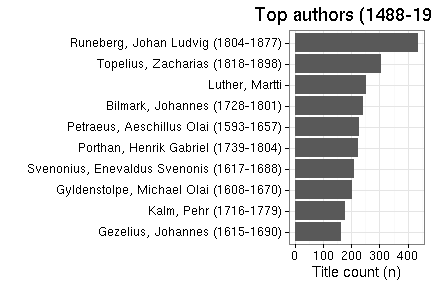 Top authors (1488-19
Runeberg, Johan Ludvig (1804-1877)
Topelius, Zacharias (1818-1898)
Luther, Martti
Bilmark, Johannes (1728-1801)
Petraeus, Aeschillus Olai (1593-1657)
Porthan, Henrik Gabriel (1739-1804)
Svenonius, Enevaldus Svenonis (1617-1688)
Gyldenstolpe, Michael Olai (1608-1670)
Kalm, Pehr (1716-1779)
Gezelius, Johannes (1615-1690)
0 100 200 300 400
Title count (n)